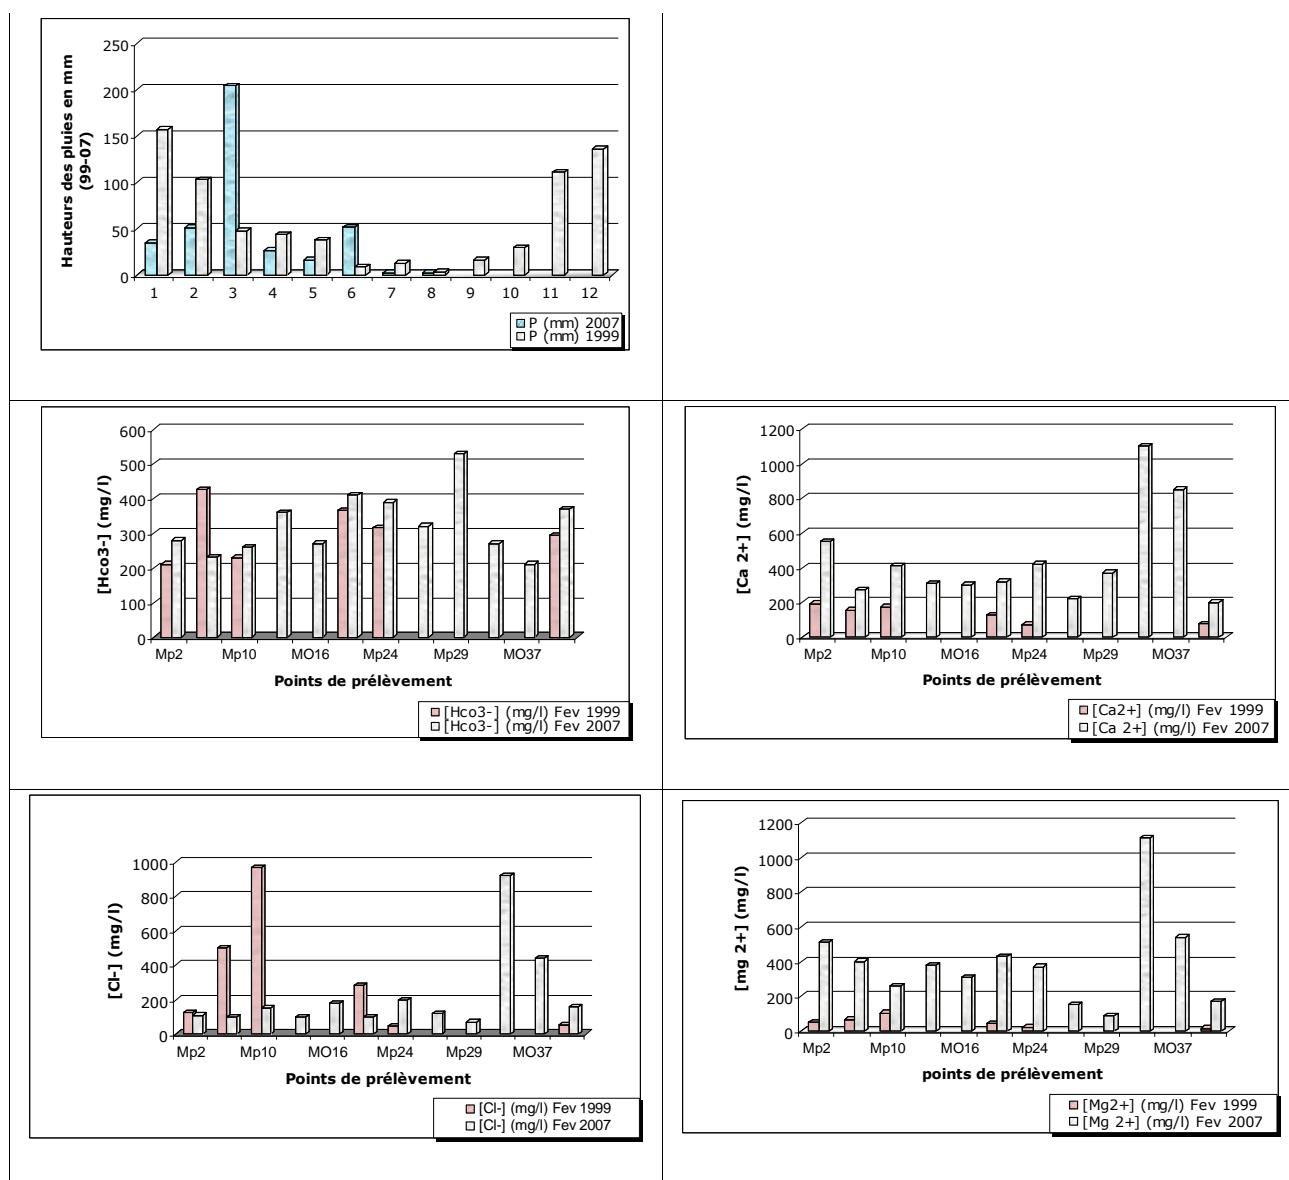 250
200
150
100
50
0
Hauteurs des pluies en mm
(99-07)
1 2 3 4 5 6 7 8 9 10 11 12
P (mm) 2007
P (mm) 1999
600
500
400
300
200
100
0
[Hco3-] (mg/l)
Mp2 Mp10 MO16 Mp24 Mp29 MO37
Points de prélèvement
[Hco3-] (mg/l) Fev 1999
[Hco3-] (mg/l) Fev 2007
1200
1000
800
600
400
200
0
[Ca 2+] (mg/l)
Mp2 Mp10 MO16 Mp24 Mp29 MO37
Points de prélèvement
[Ca2+] (mg/l) Fev 1999
[Ca 2+] (mg/l) Fev 2007
1000
800
600
400
200
0
[Cl-] (mg/l)
Mp2 Mp10 MO16 Mp24 Mp29 MO37
Points de prélèvement
[Cl-] (mg/l) Fev 1999
[Cl-] (mg/l) Fev 2007
1200
1000
800
600
400
200
0
[mg 2+] (mg/l)
Mp2 Mp10 MO16 Mp24 Mp29 MO37
points de prélèvement
[Mg2+] (mg/l) Fev 1999
[Mg 2+] (mg/l) Fev 2007